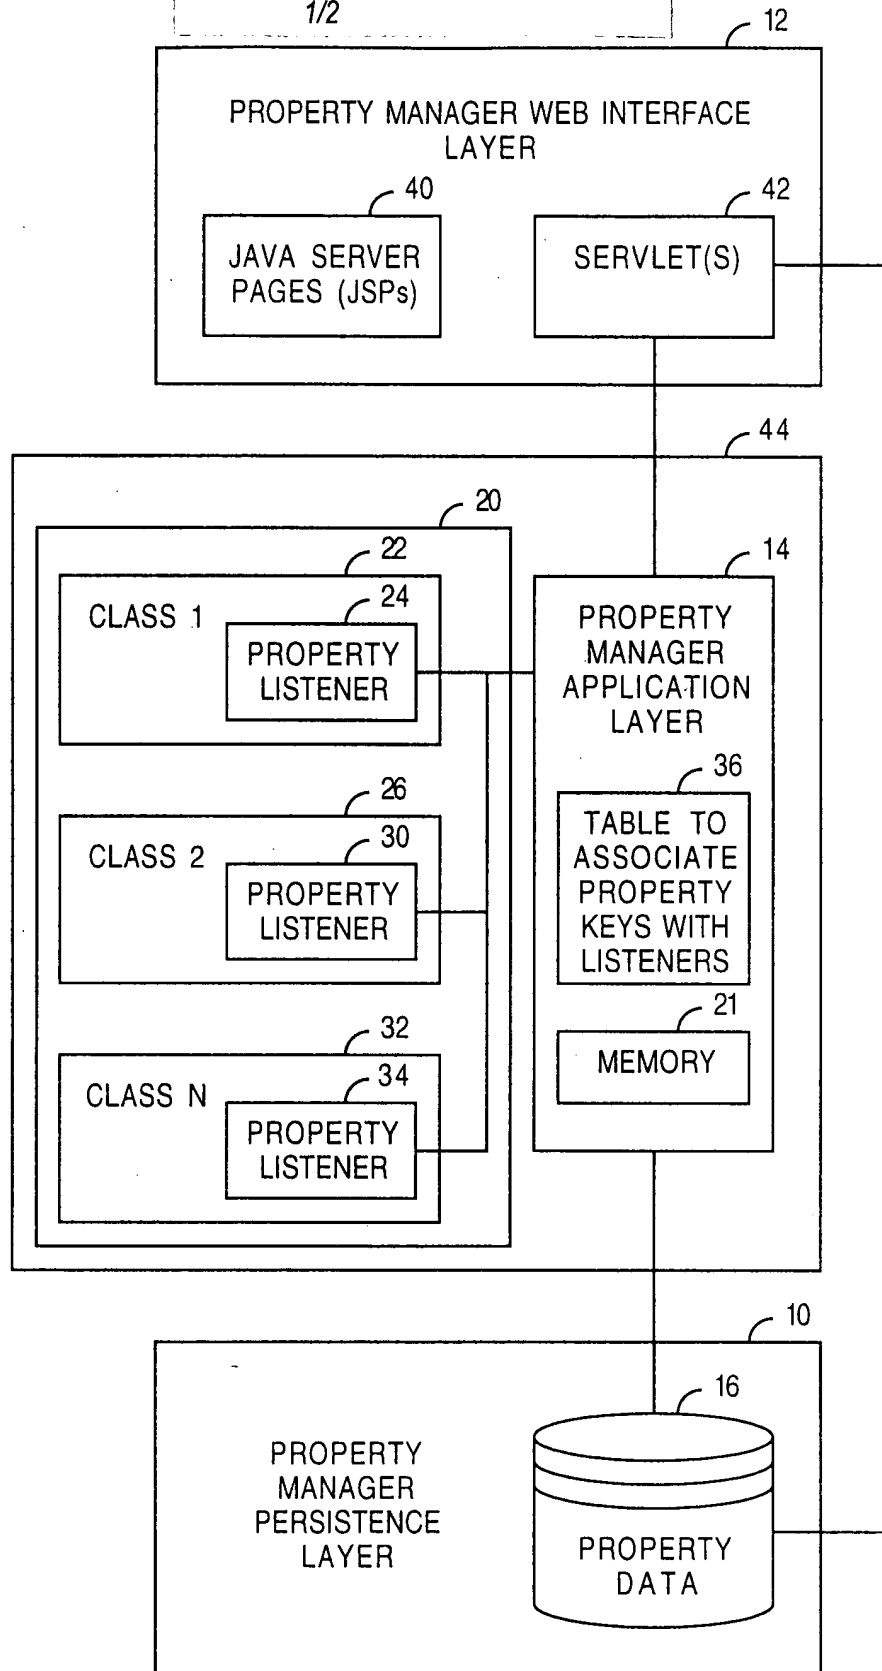 1/2
12
PROPERTY MANAGER WEB INTERFACE
LAYER
40
42
JAVA SERVER
PAGES (JSPs)
SERVLET(S)
44
20
22
14
CLASS 1
24
PROPERTY
LISTENER
PROPERTY
MANAGER
APPLICATION
LAYER
36
26
CLASS 2
30
PROPERTY
LISTENER
TABLE TO
ASSOCIATE
PROPERTY
KEYS WITH
LISTENERS
21
MEMORY
32
CLASS N
34
PROPERTY
LISTENER
10
16
PROPERTY
MANAGER
PERSISTENCE
LAYER
PROPERTY
DATA